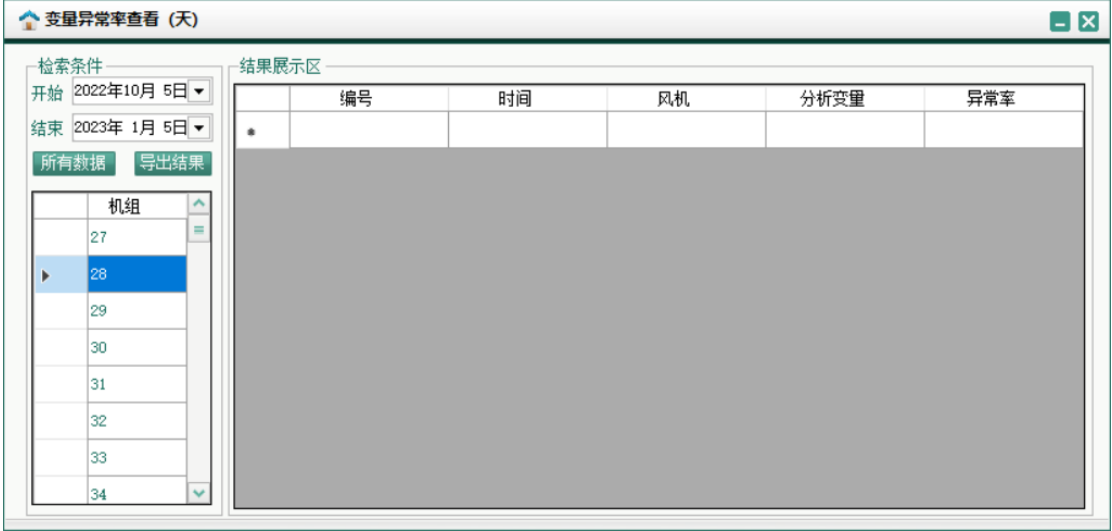 变量异常率查看 (天)
检索条件
开始 2022年10月 5日
结束 2023年 1月 5日
所有数据 导出结果
机组
27
28
29
30
31
32
33
34
结果展示区
编号 时间 风机 分析变量 异常率